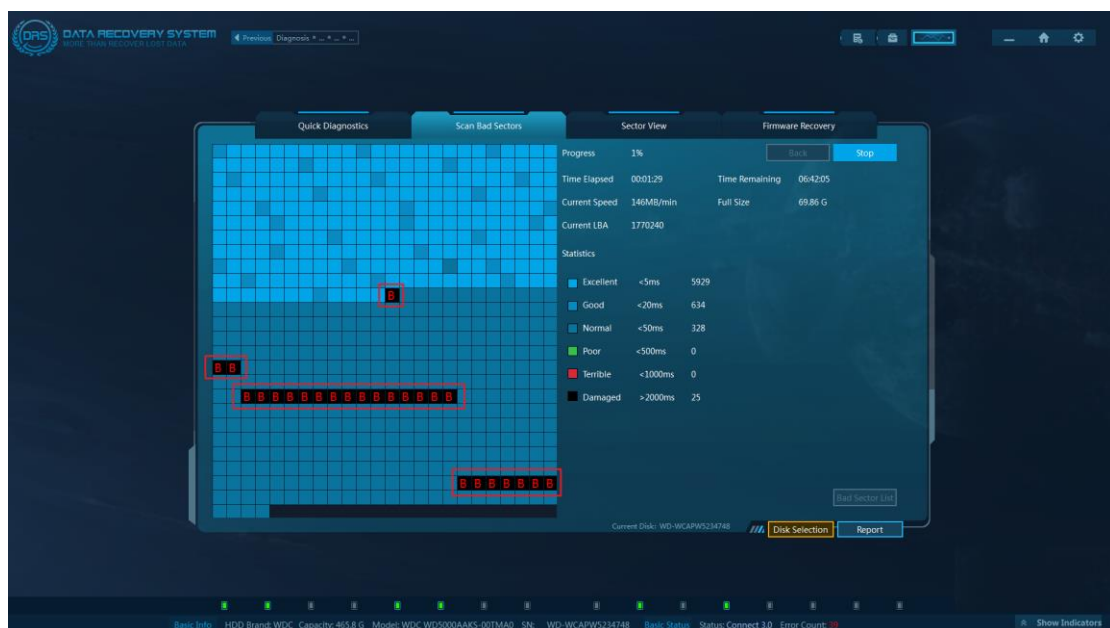 DRS DATA RECOVERY SYSTEM
MORE THAN RECOVER LOST DATA
Previous Diagnosis * _ * _ * _
Quick Diagnostics Scan Bad Sectors Sector View Firmware Recovery
Progress 1% Back Stop
Time Elapsed 00:01:29 Time Remaining 06:42:05
Current Speed 146MB/min Full Size 69.86 G
Current LBA 1770240
Statistics
Excellent <5ms 5929
Good <20ms 634
Normal <50ms 328
Poor <500ms 0
Terrible <1000ms 0
Damaged >2000ms 25
B
B B
B B B B B B B B B B B B B B B
B B B B B B B
Bad Sector List
Current Disk: WD-WCAPW5234748 Disk Selection Report
Basic Info HDD Brand: WDC Capacity: 465.8 G Model: WDC WD5000AAKS-00TMA0 SN: WD-WCAPW5234748 Basic Status Status: Connect 3.0 Error Count:
Show Indicators